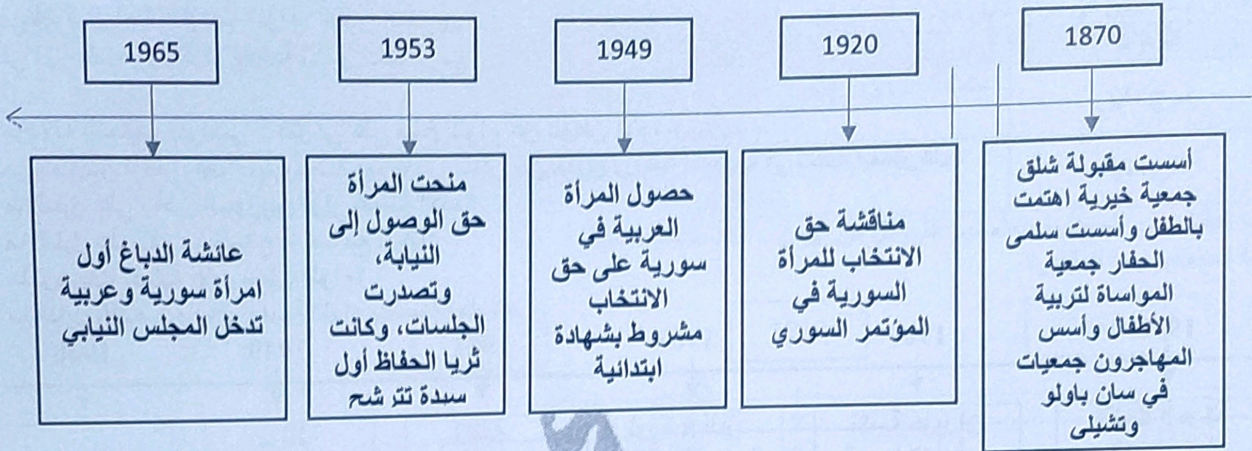 1870
أسست مقبولة شلق
جمعية خيرية اهتمت
بالطفل وأسست سلمى
الحفار جمعية
المواساة لتربية
الأطفال وأسس
المهاجرون جمعيات
في سان باولو
وتشيلي
1920
مناقشة حق
الانتخاب للمرأة
السورية في
المؤتمر السوري
1949
حصول المرأة
العربية في
سورية على حق
الانتخاب
مشروط بشهادة
ابتدائية
1953
منحت المرأة
حق الوصول إلى
النيابة،
وتصدرت
الجلسات، وكانت
ثريا الحفاظ أول
سيدة تترشح
1965
عائشة الدباغ أول
امرأة سورية وعربية
تدخل المجلس النيابي